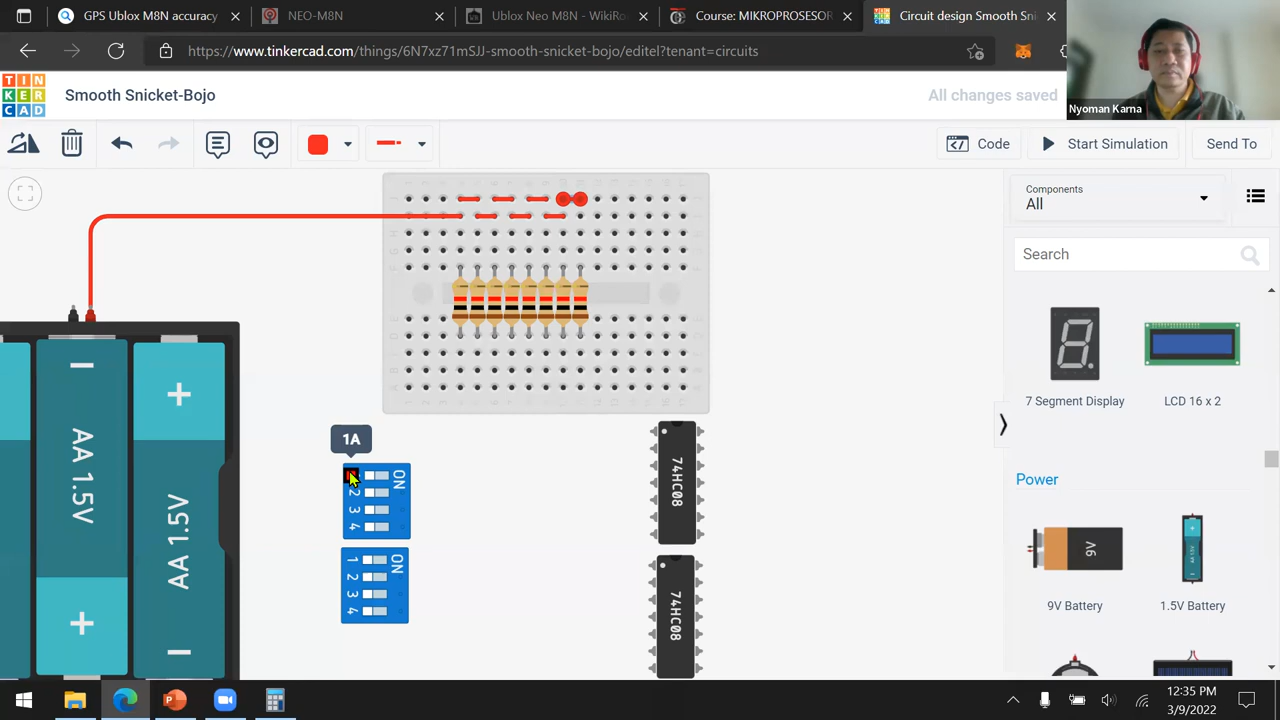 GPS Ublox M8N accuracy
NEO-M8N
Ublox Neo M8N - WikiRo
Course: MIKROPROSESOR
Circuit design Smooth Sni
https://www.tinkercad.com/things/6N7xz71mSJJ-smooth-snicket-bojo/editel?tenant=circuits
Nyoman Karna
TIN
KER
CAD
Smooth Snicket-Bojo
All changes saved
Code
Start Simulation
Send To
Components
All
Search
7 Segment Display
LCD 16 x 2
Power
9V
9V Battery
1.5V Battery
1A
ON
2
3
4
ON
1
2
3
4
74HC08
74HC08
AA 1.5V
AA 1.5V
12:35 PM
3/9/2022